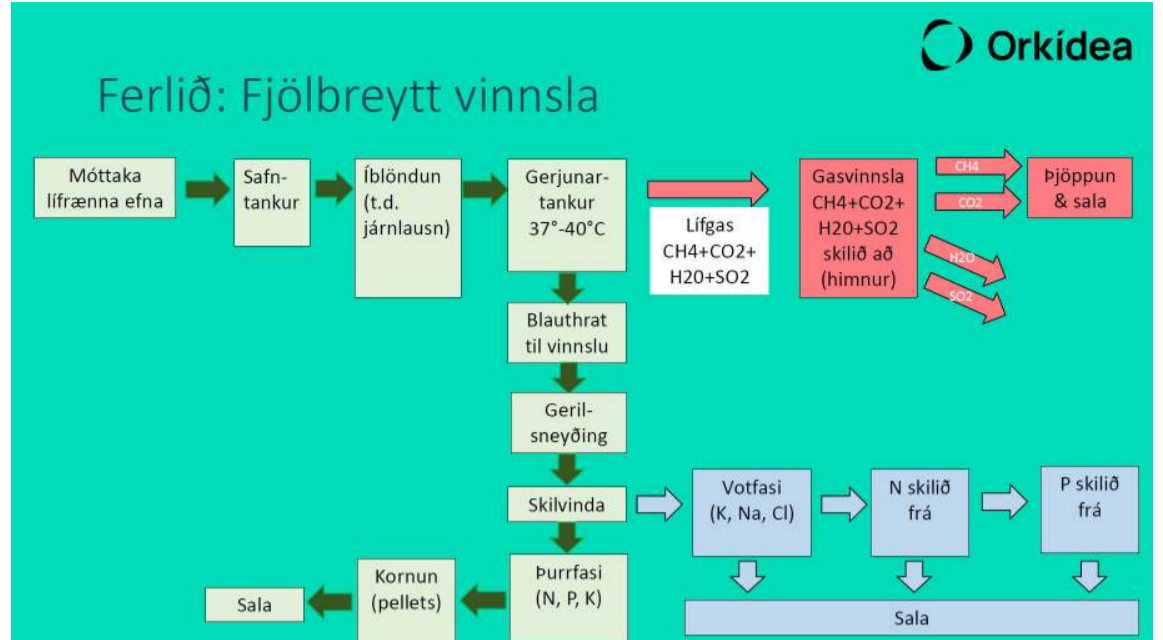 Orkídea
Ferlið: Fjölbreytt vinnsla
Móttaka
lífrænna efna
Safn-
tankur
Íblöndun
(t.d.
járnlausn)
Gerjunar-
tankur
37°-40°C
Lífgas
CH4+CO2+
H20+SO2
Gasvinnsla
CH4+CO2+
H20+SO2
skilið að
(himnur)
CH4
CO2
H2O
SO2
Þjöppun
& sala
Blauthrat
til vinnslu
Geril-
sneyðing
Skilvinda
Votfasi
(K, Na, Cl)
N skilið
frá
P skilið
frá
Þurrfasi
(N, P, K)
Kornun
(pellets)
Sala
Sala